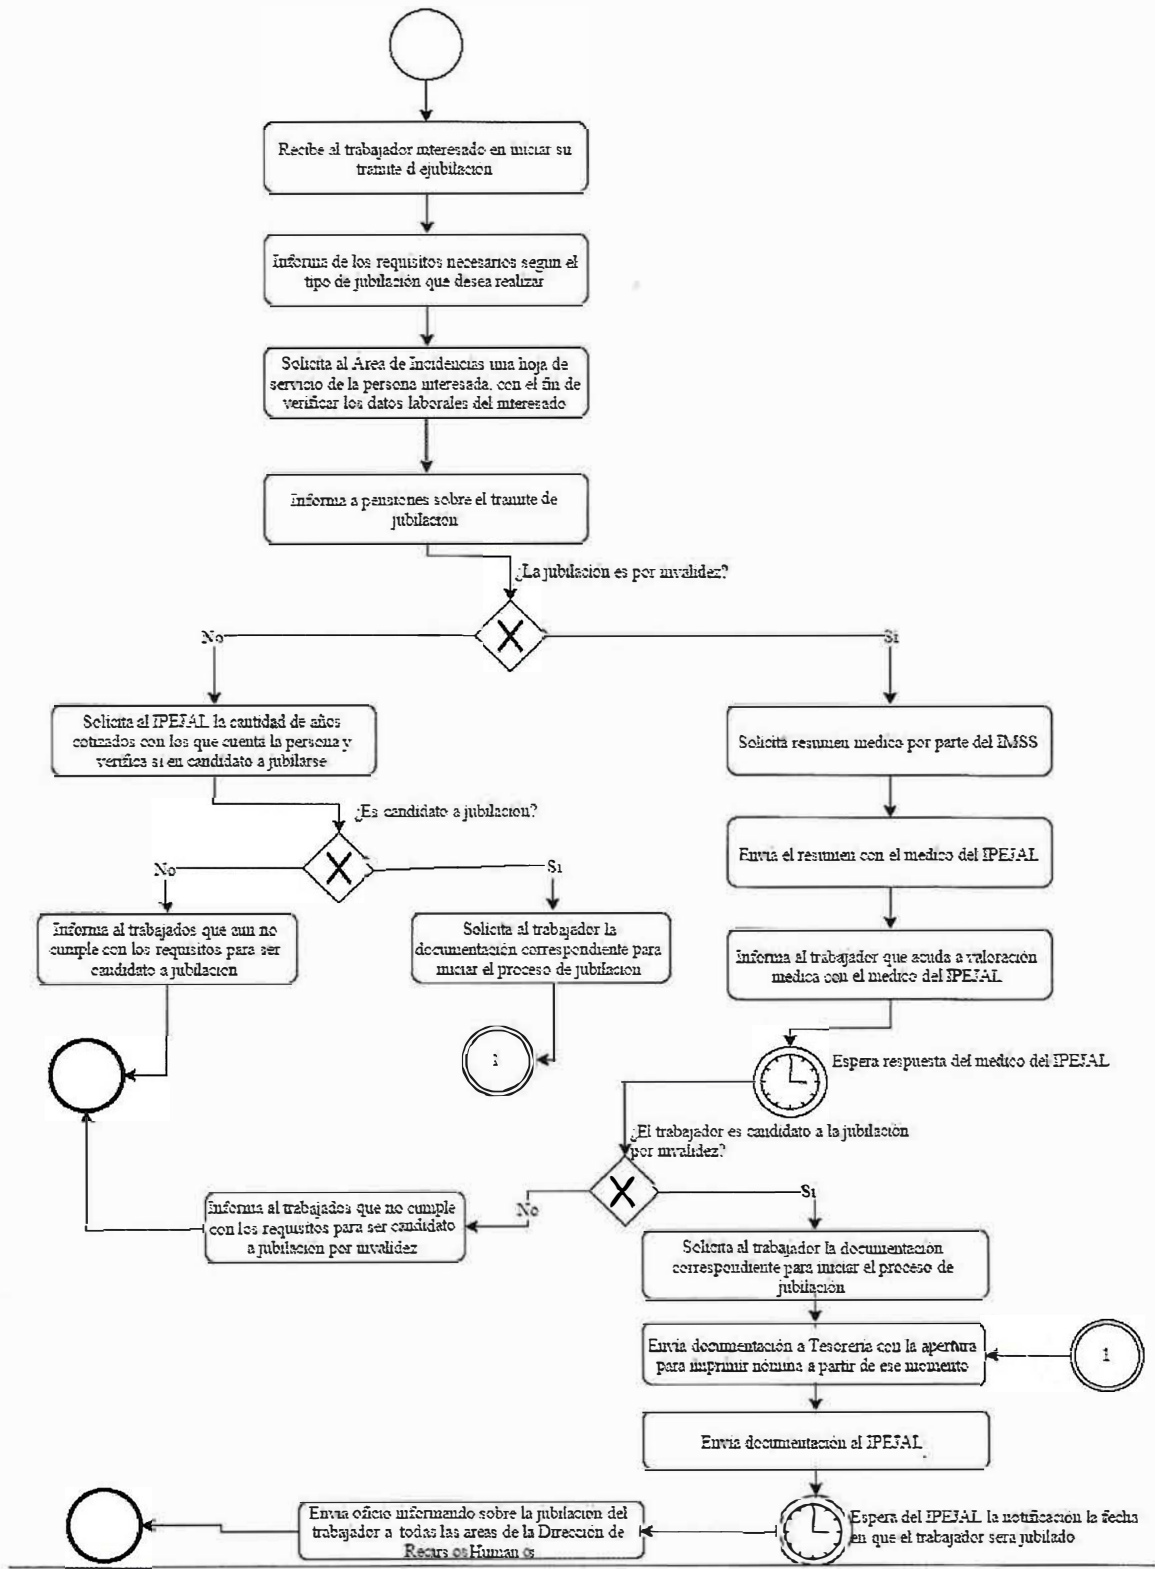 Recibe al trabajador interesado en iniciar su
tramite d ejubilacion
Informa de los requisitos necesarios segun el
tipo de jubilación que desea realizar
Solicita al Area de Incidencias una hoja de
servicio de la persona interesada, con el fin de
verificar los datos laborales del interesado
Informa a pensiones sobre el tramite de
jubilación
¿La jubilación es por invalidez?
No
Si
Solicita al IPEJAL la cantidad de años
cotizados con los que cuenta la persona y
verifica si en candidato a jubilarse
Solicita resumen medico por parte del IMSS
¿Es candidato a jubilacion?
No
Si
Envia el resumen con el medico del IPEJAL
Informa al trabajados que aun no
cumple con los requisitos para ser
candidato a jubilacion
Solicita al trabajador la
documentación correspondiente para
iniciar el proceso de jubilacion
Informa al trabajador que acuda a valoración
medica con el medico del IPEJAL
1
Espera respuesta del medico del IPEJAL
¿El trabajador es candidato a la jubilación
por invalidez?
No
Si
Informa al trabajados que no cumple
con los requisitos para ser candidato
a jubilacion por invalidez
Solicita al trabajador la documentación
correspondiente para iniciar el proceso de
jubilación
Envia documentación a Tesoreria con la apertura
para imprimir nómina a partir de ese momento
1
Envia documentación al IPEJAL
Espera del IPEJAL la notificación la fecha
en que el trabajador sera jubilado
Envia oficio informando sobre la jubilación del
trabajador a todas las areas de la Dirección de
Recurs os Human os